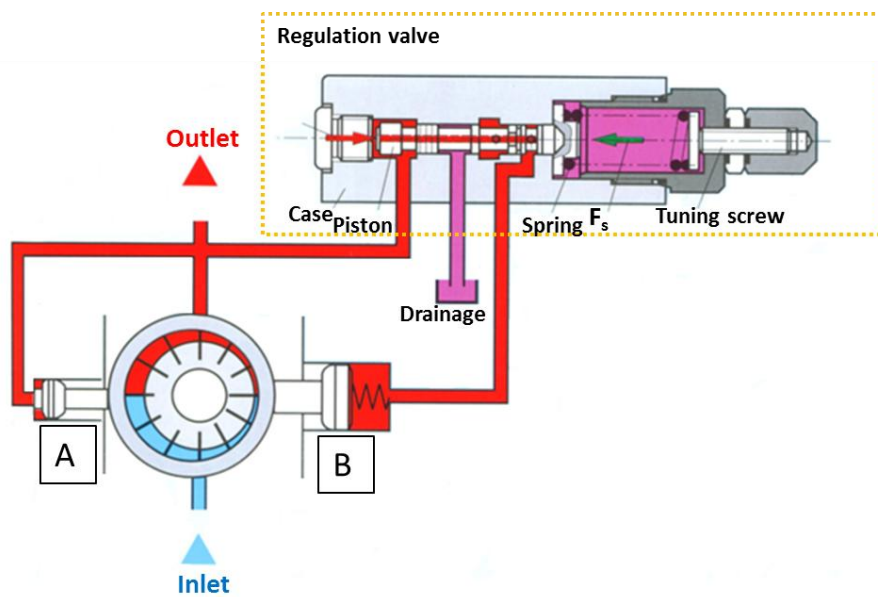 Regulation valve
Outlet
Case
Piston
Spring
Fs
Tuning screw
Drainage
A
B
Inlet